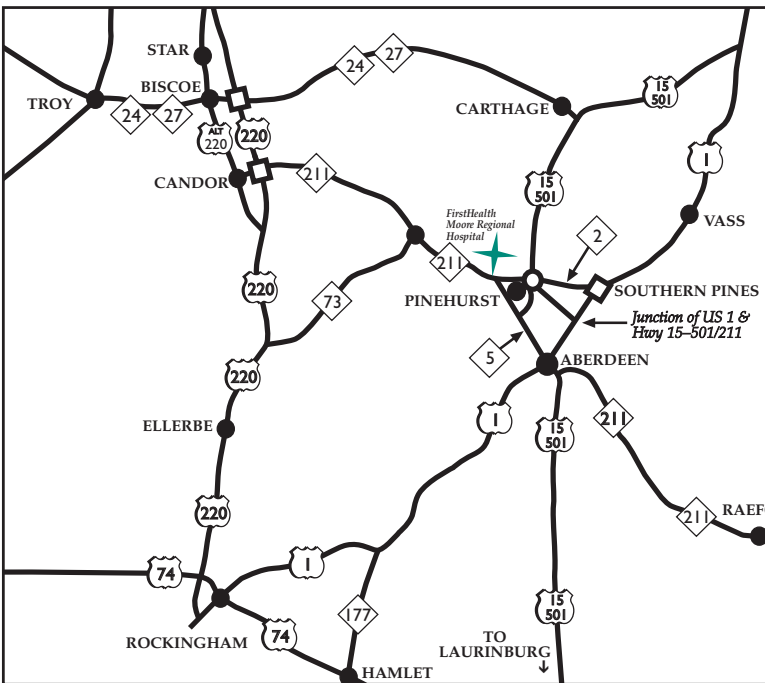 STAR
BISCOE
TROY
24
27
ALT
220
220
24
27
CARTHAGE
15
501
1
CANDOR
211
15
501
VASS
FirstHealth
Moore Regional
Hospital
2
211
220
73
PINEHURST
SOUTHERN PINES
Junction of US 1 &
Hwy 15–501/211
5
ABERDEEN
220
1
211
ELLERBE
15
501
220
211
RAEF
74
1
177
15
501
ROCKINGHAM
74
TO
LAURINBURG
HAMLET